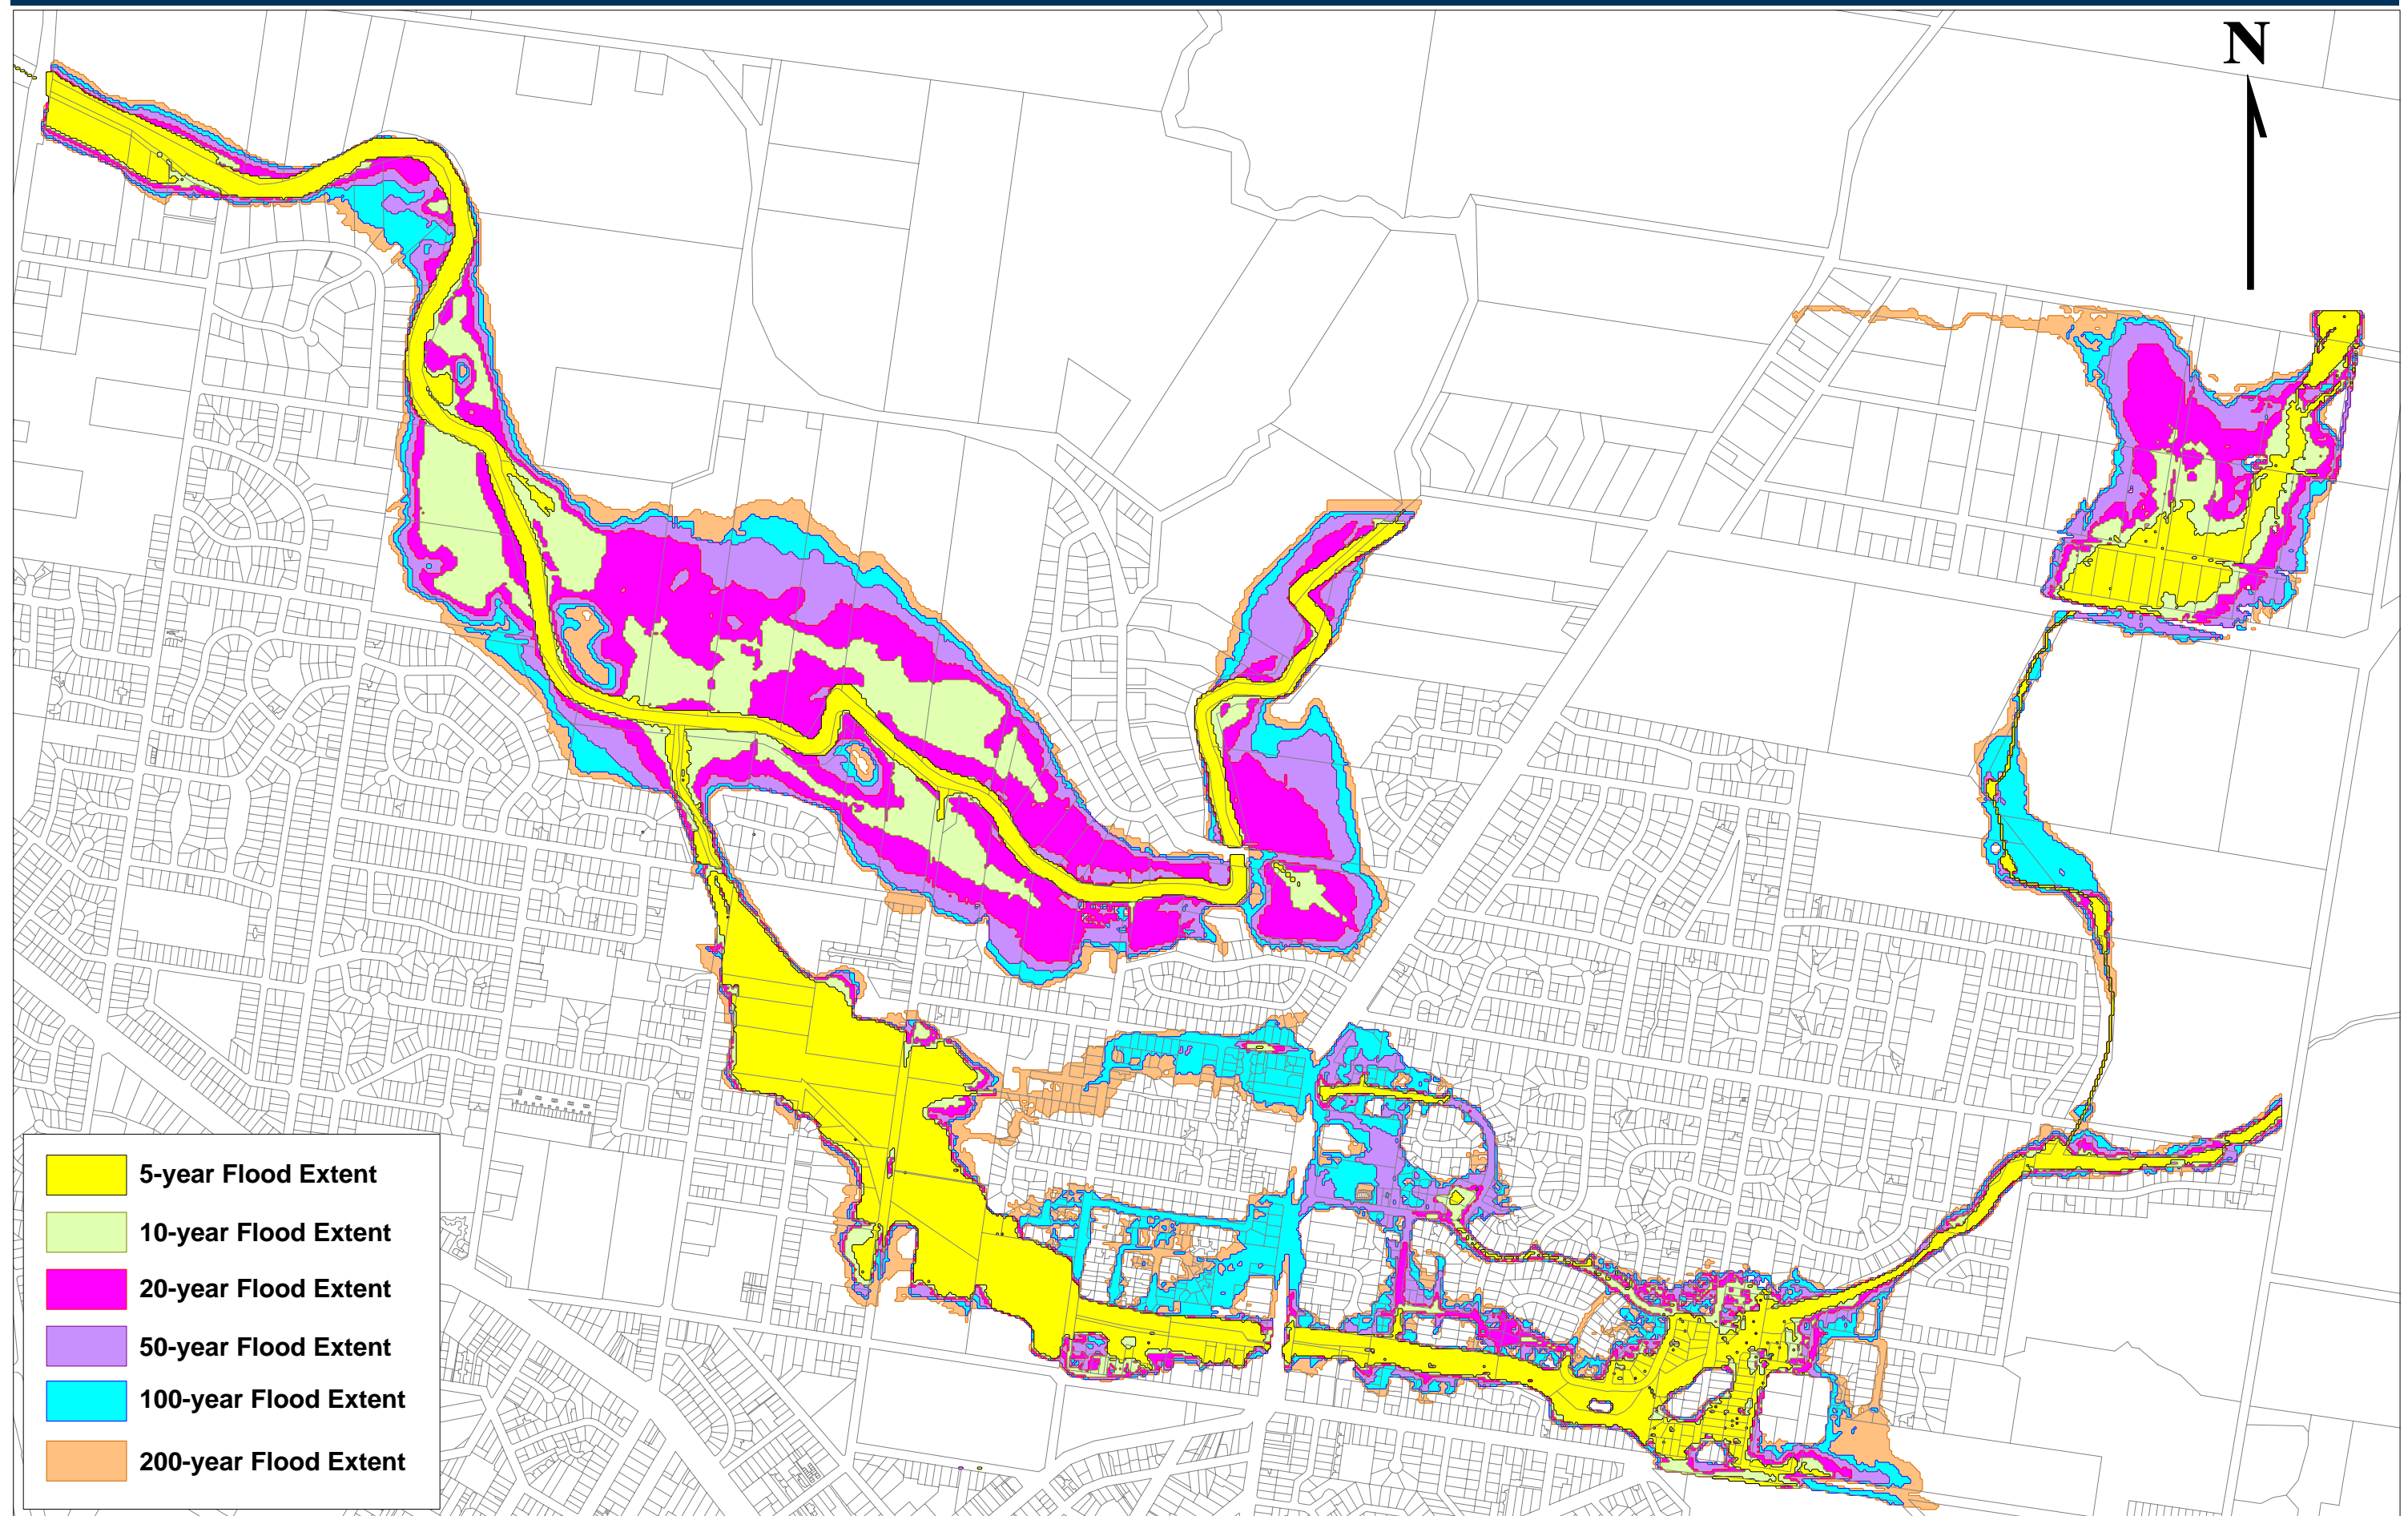 N
5-year Flood Extent
10-year Flood Extent
20-year Flood Extent
50-year Flood Extent
100-year Flood Extent
200-year Flood Extent